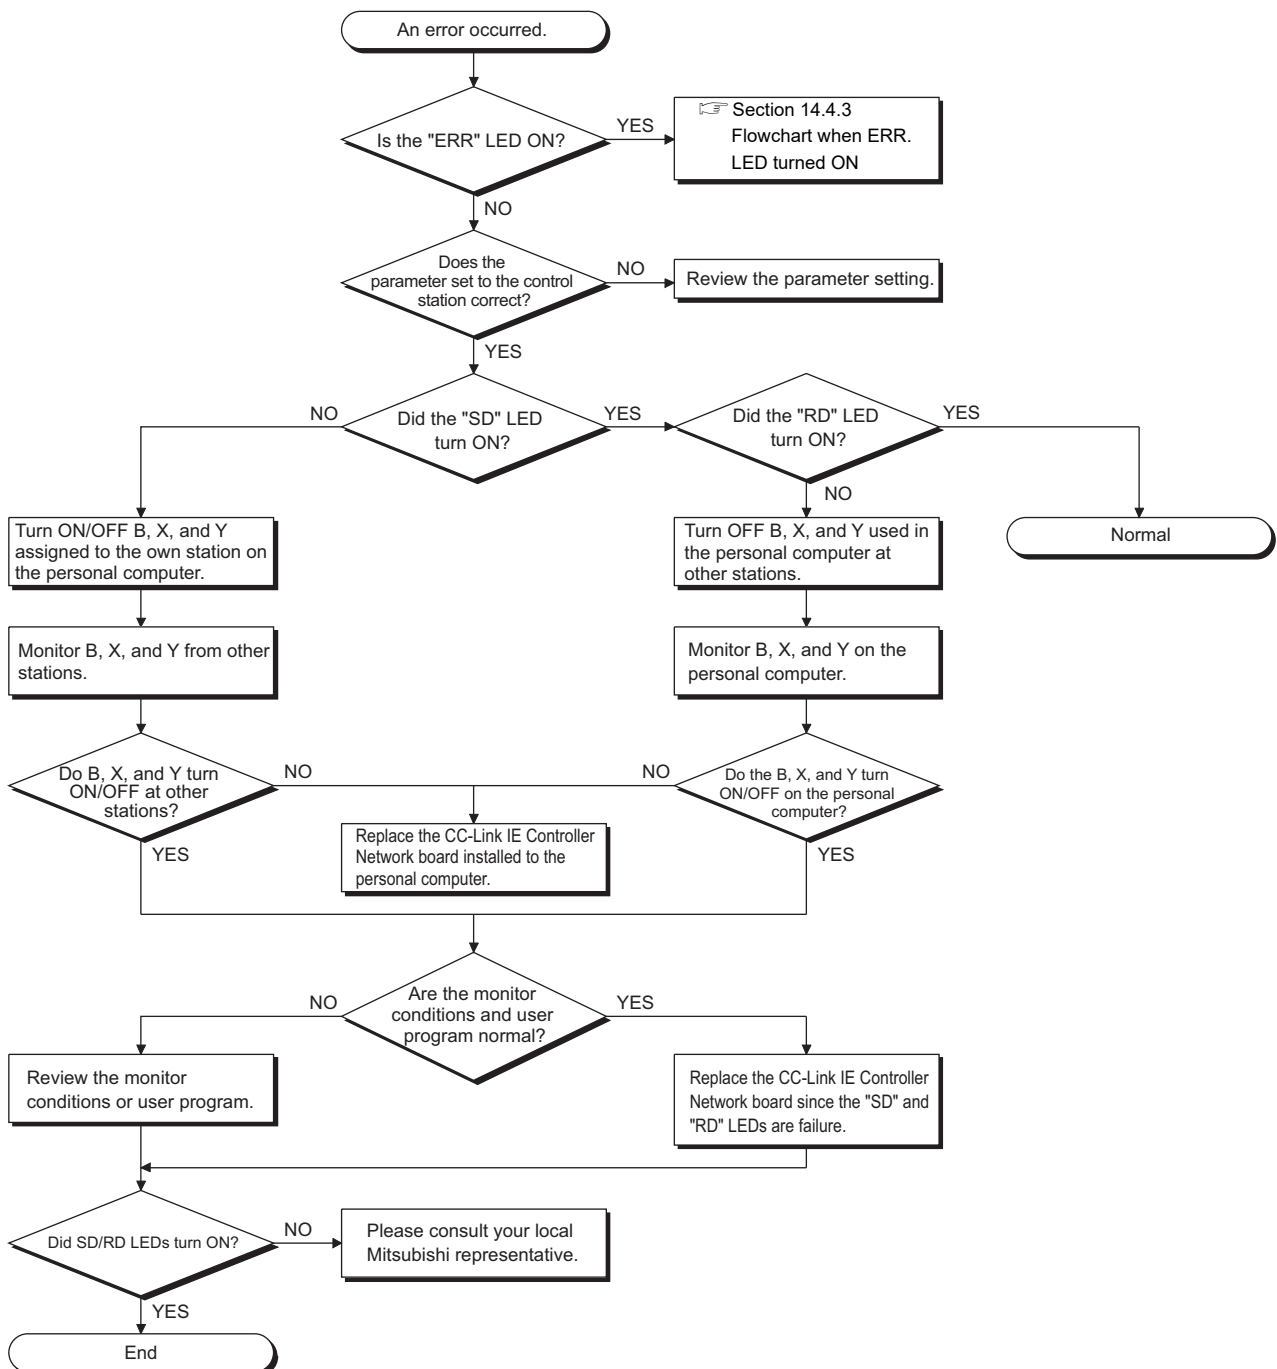 An error occurred.
Is the "ERR" LED ON?
YES
Section 14.4.3
Flowchart when ERR.
LED turned ON
NO
Does the
parameter set to the control
station correct?
NO
Review the parameter setting.
YES
NO
Did the "SD" LED
turn ON?
YES
Did the "RD" LED
turn ON?
YES
NO
Turn ON/OFF B, X, and Y
assigned to the own station on
the personal computer.
Turn OFF B, X, and Y used in
the personal computer at
other stations.
Normal
Monitor B, X, and Y from other
stations.
Monitor B, X, and Y on the
personal computer.
Do B, X, and Y turn
ON/OFF at other
stations?
NO
NO
Do the B, X, and Y turn
ON/OFF on the personal
computer?
YES
Replace the CC-Link IE Controller
Network board installed to the
personal computer.
YES
NO
Are the monitor
conditions and user
program normal?
YES
Review the monitor
conditions or user program.
Replace the CC-Link IE Controller
Network board since the "SD" and
"RD" LEDs are failure.
Did SD/RD LEDs turn ON?
NO
Please consult your local
Mitsubishi representative.
YES
End